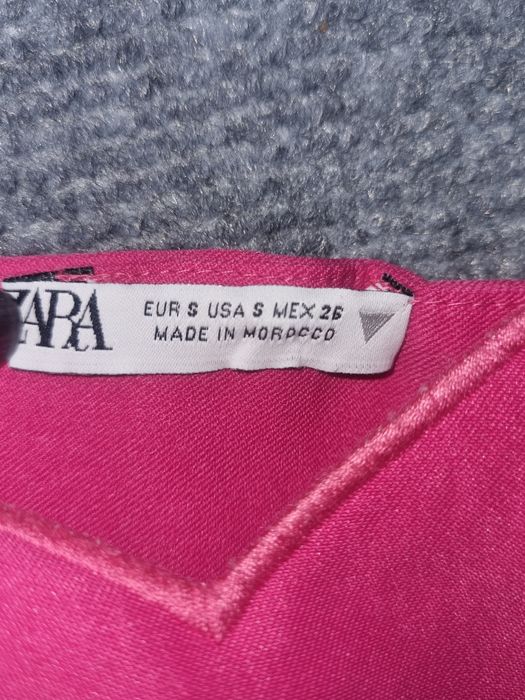 ZARA
EUR S USA S MEX 26
MADE IN MOROCCO